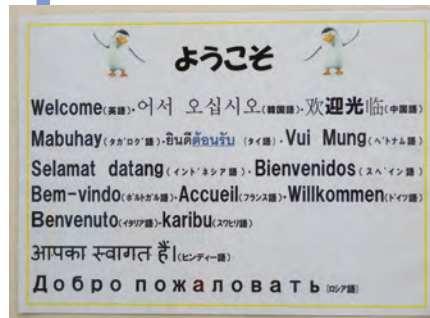 ようこそ
Welcome(英語)・어서 오십시오(韓国語)・欢迎光临(中国語)
Mabuhay(タガログ語)・ยินดีต้อนรับ (タイ語)・Vui Mung(ベトナム語)
Selamat datang(インドネシア語)・Bienvenidos(スペイン語)
Bem-vindo(ポルトガル語)・Accueil(フランス語)・Willkommen(ドイツ語)
Benvenuto(イタリア語)・karibu(スワヒリ語)
आपका स्वागत हैं।(ヒンディー語)
Добро пожаловать(ロシア語)